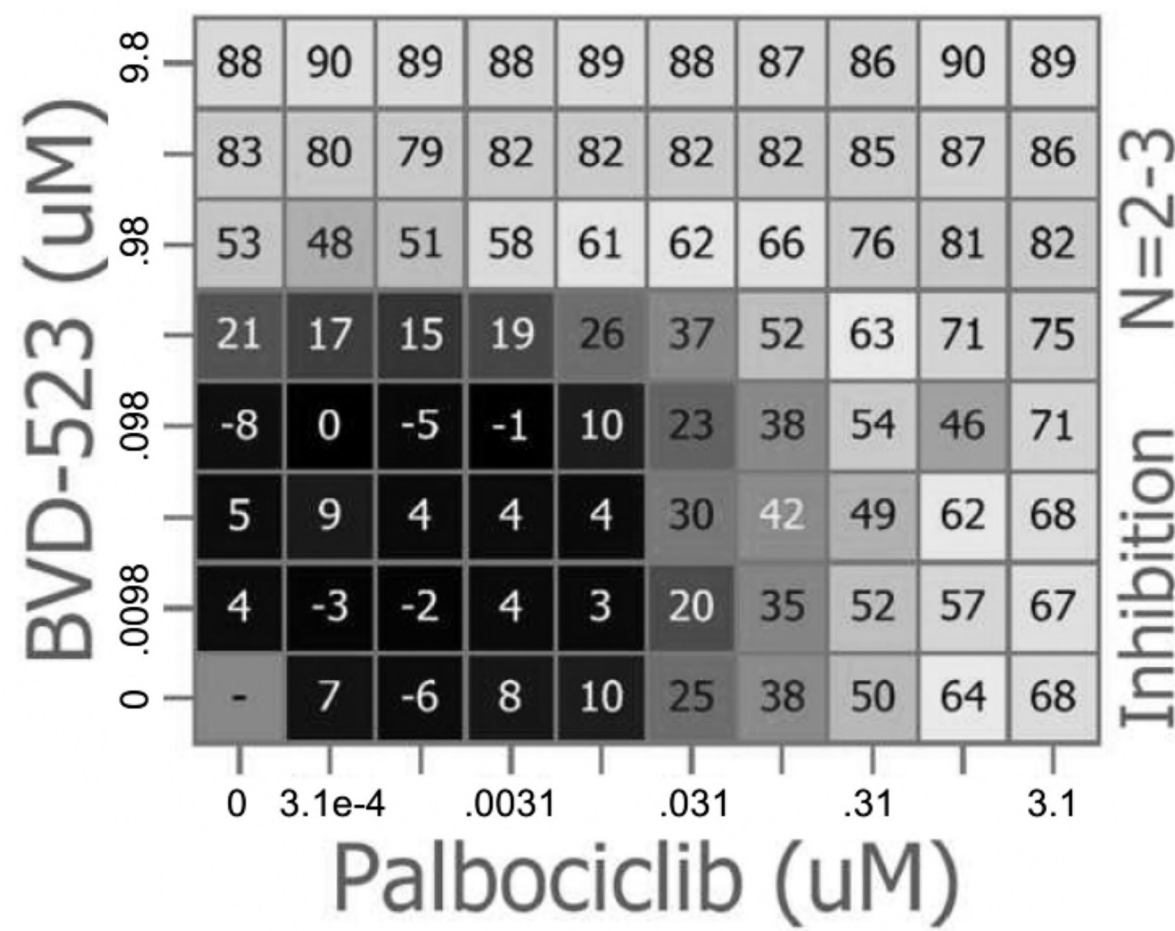 BVD-523 (uM)
9.8 88 90 89 88 89 88 87 86 90 89
83 80 79 82 82 82 82 85 87 86
.98 53 48 51 58 61 62 66 76 81 82
21 17 15 19 26 37 52 63 71 75
.098 -8 0 -5 -1 10 23 38 54 46 71
5 9 4 4 4 30 42 49 62 68
.0098 4 -3 -2 4 3 20 35 52 57 67
0 - 7 -6 8 10 25 38 50 64 68
0 3.1e-4 .0031 .031 .31 3.1
Palbociclib (uM)
Inhibition N=2-3